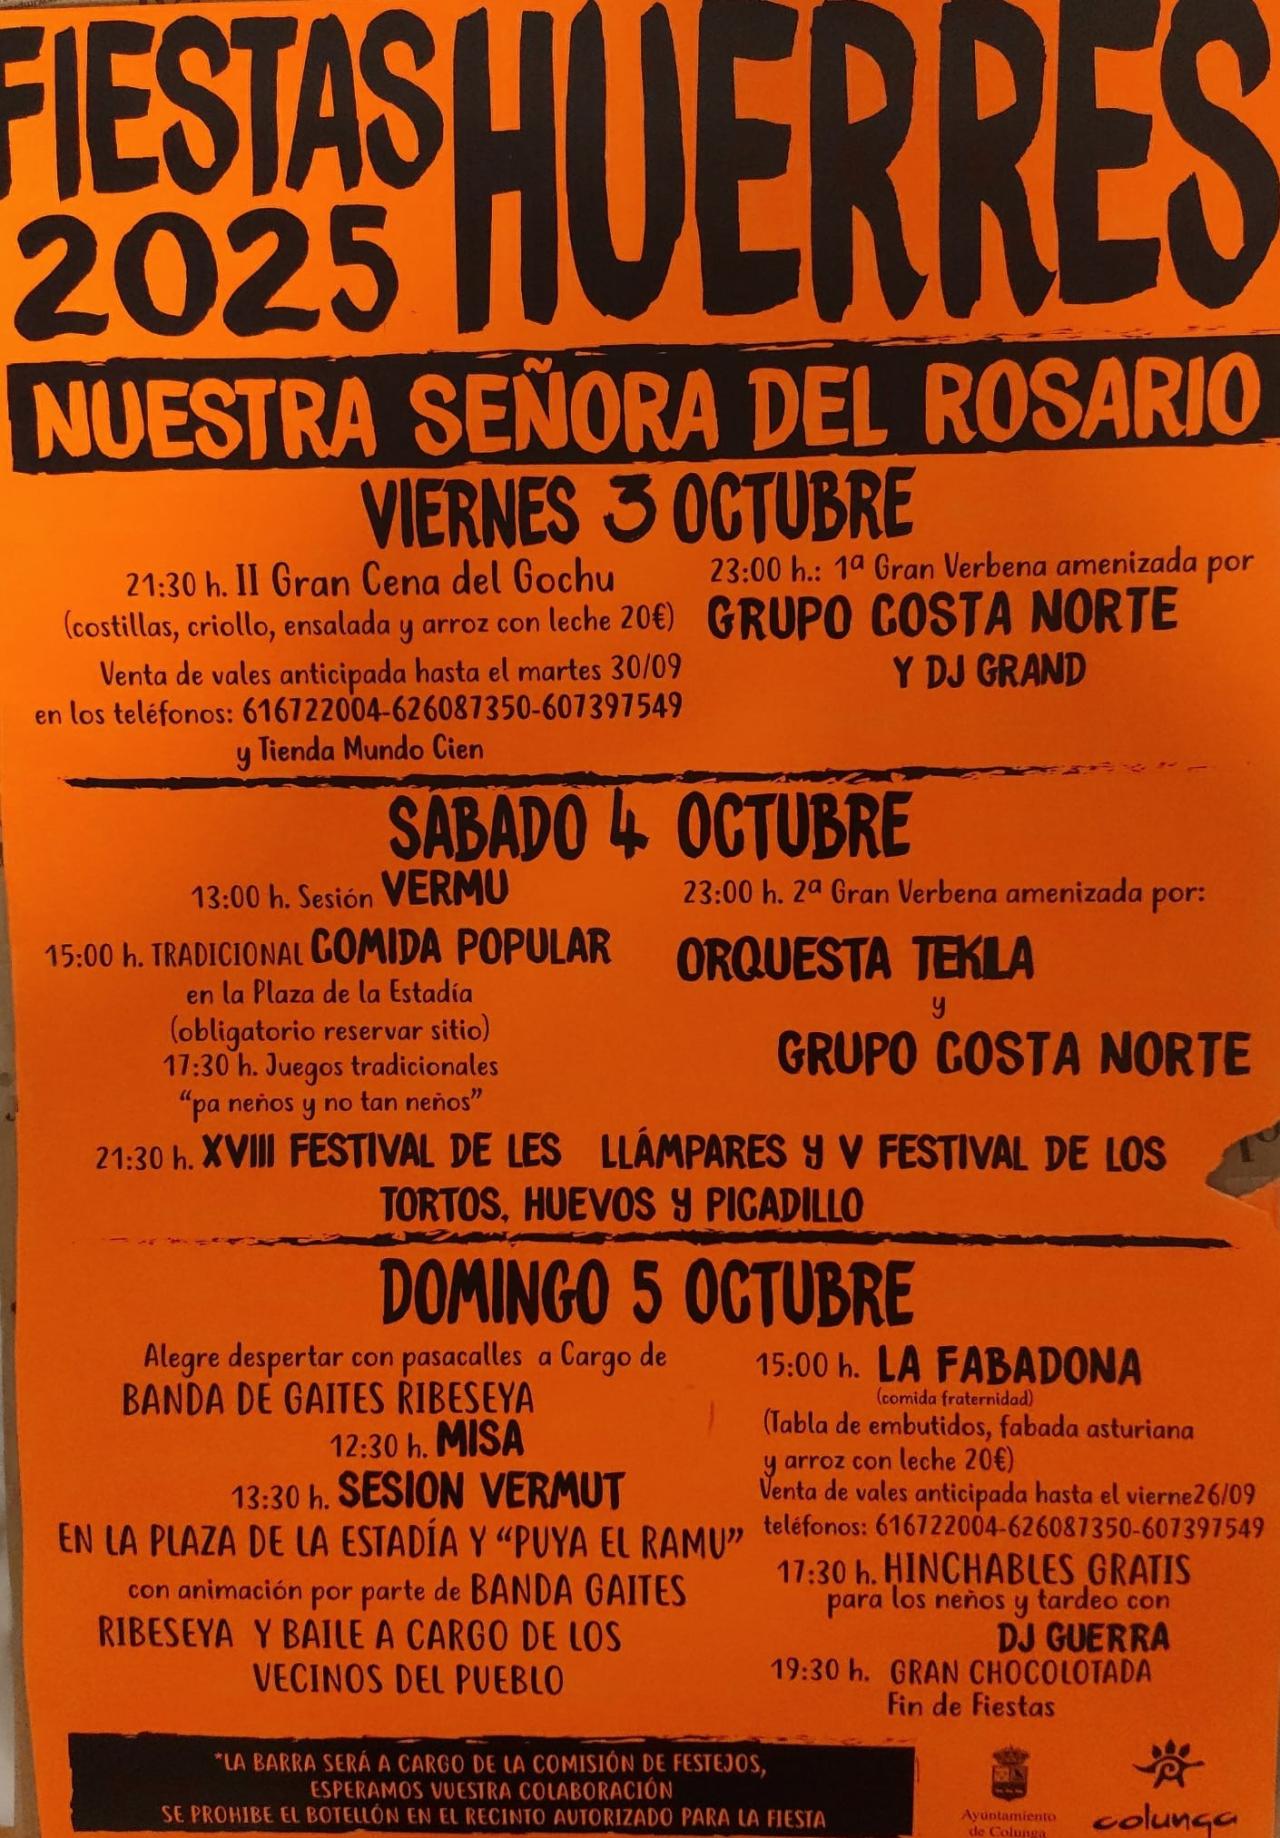 FIESTAS HUERRES
2025
NUESTRA SEÑORA DEL ROSARIO
VIERNES 3 OCTUBRE
21:30 h. II Gran Cena del Gochu
(costillas, criollo, ensalada y arroz con leche 20€)
Venta de vales anticipada hasta el martes 30/09
en los teléfonos: 616722004-626087350-607397549
y Tienda Mundo Cien
23:00 h.: 1ª Gran Verbena amenizada por
GRUPO COSTA NORTE
Y DJ GRAND
SABADO 4 OCTUBRE
13:00 h. Sesión VERMU
15:00 h. TRADICIONAL COMIDA POPULAR
en la Plaza de la Estadía
(obligatorio reservar sitio)
17:30 h. Juegos tradicionales
“pa neños y no tan neños”
23:00 h. 2ª Gran Verbena amenizada por:
ORQUESTA TEKILA
y
GRUPO COSTA NORTE
21:30 h. XVIII FESTIVAL DE LES LLÁMPARES Y V FESTIVAL DE LOS
TORTOS, HUEVOS Y PICADILLO
DOMINGO 5 OCTUBRE
Alegre despertar con pasacalles a Cargo de
BANDA DE GAITES RIBESEYA
12:30 h. MISA
13:30 h. SESION VERMUT
EN LA PLAZA DE LA ESTADÍA Y “PUYA EL RAMU”
con animación por parte de BANDA GAITES
RIBESEYA Y BAILE A CARGO DE LOS
VECINOS DEL PUEBLO
15:00 h. LA FABADONA
(comida fraternidad)
(Tabla de embutidos, fabada asturiana
y arroz con leche 20€)
Venta de vales anticipada hasta el vierne26/09
teléfonos: 616722004-626087350-607397549
17:30 h. HINCHABLES GRATIS
para los neños y tardeo con
DJ GUERRA
19:30 h. GRAN CHOCOLOTADA
Fin de Fiestas
*LA BARRA SERÁ A CARGO DE LA COMISIÓN DE FESTEJOS,
ESPERAMOS VUESTRA COLABORACIÓN
SE PROHIBE EL BOTELLÓN EN EL RECINTO AUTORIZADO PARA LA FIESTA
Ayuntamiento
de Colunga
colunga